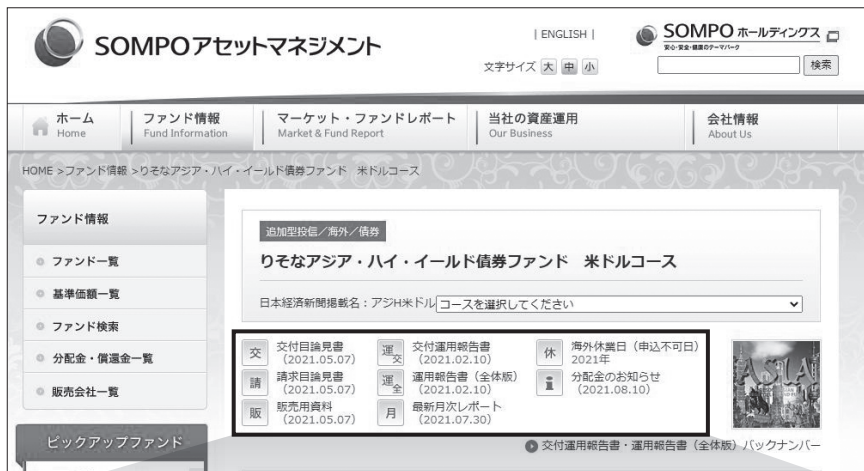 SOMPOアセットマネジメント
| ENGLISH |
SOMPO ホールディングス
安心・安全・健康のテーマパーク
文字サイズ 大 中 小
検索
ホーム
Home
ファンド情報
Fund Information
マーケット・ファンドレポート
Market & Fund Report
当社の資産運用
Our Business
会社情報
About Us
HOME >ファンド情報 >りそなアジア・ハイ・イールド債券ファンド 米ドルコース
ファンド情報
ファンド一覧
基準価額一覧
ファンド検索
分配金・償還金一覧
販売会社一覧
ピックアップファンド
追加型投信／海外／債券
りそなアジア・ハイ・イールド債券ファンド 米ドルコース
日本経済新聞掲載名：アジH米ドル コースを選択してください
交 交付目論見書
（2021.05.07）
運交 交付運用報告書
（2021.02.10）
休 海外休業日（申込不可日）
2021年
請 請求目論見書
（2021.05.07）
運全 運用報告書（全体版）
（2021.02.10）
i 分配金のお知らせ
（2021.08.10）
販 販売用資料
（2021.05.07）
月 最新月次レポート
（2021.07.30）
ASIA
交付運用報告書・運用報告書（全体版）バックナンバー